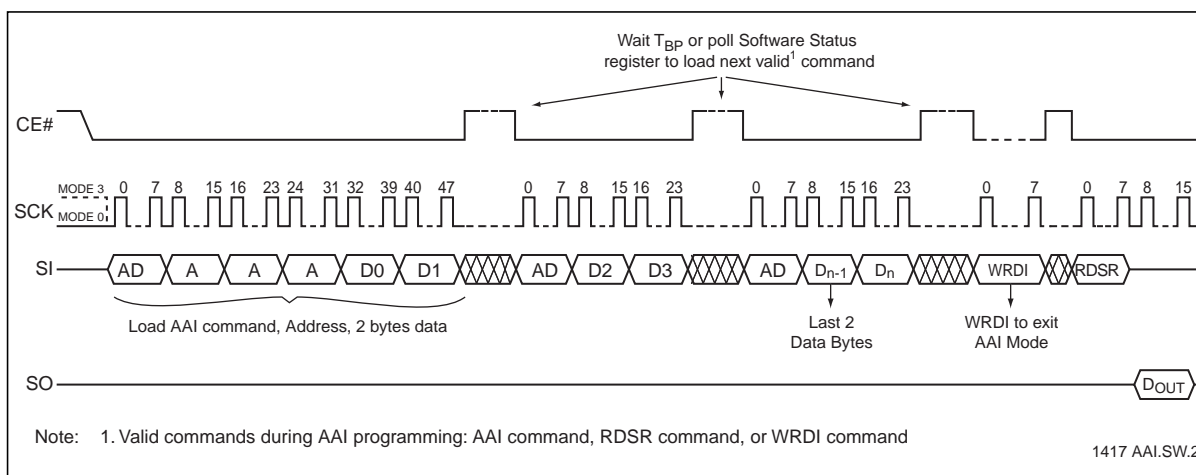 Wait TBP or poll Software Status
register to load next valid1 command
CE#
MODE 3
0 7 8 15 16 23 24 31 32 39 40 47 0 7 8 15 16 23 0 7 8 15 16 23 0 7 0 7 8 15
SCK
MODE 0
SI
AD A A A D0 D1 AD D2 D3 AD Dn-1 Dn WRDI RDSR
Load AAI command, Address, 2 bytes data
Last 2
Data Bytes
WRDI to exit
AAI Mode
SO
DOUT
Note: 1. Valid commands during AAI programming: AAI command, RDSR command, or WRDI command
1417 AAI.SW.2